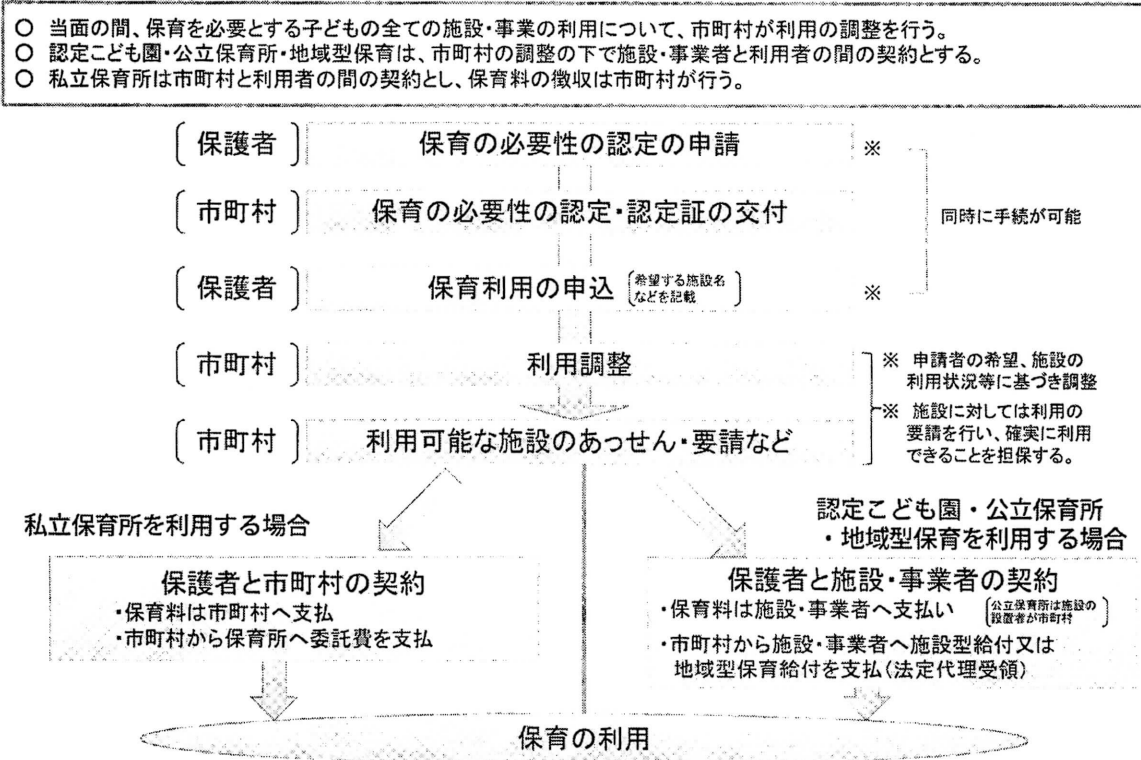 ○ 当面の間、保育を必要とする子どもの全ての施設・事業の利用について、市町村が利用の調整を行う。
○ 認定こども園・公立保育所・地域型保育は、市町村の調整の下で施設・事業者と利用者の間の契約とする。
○ 私立保育所は市町村と利用者の間の契約とし、保育料の徴収は市町村が行う。
〔保護者〕 保育の必要性の認定の申請 ※
〔市町村〕 保育の必要性の認定・認定証の交付
同時に手続が可能
〔保護者〕 保育利用の申込 〔希望する施設名
などを記載〕 ※
〔市町村〕 利用調整
※ 申請者の希望、施設の
利用状況等に基づき調整
※ 施設に対しては利用の
要請を行い、確実に利用
できることを担保する。
〔市町村〕 利用可能な施設のあっせん・要請など
私立保育所を利用する場合
保護者と市町村の契約
・保育料は市町村へ支払
・市町村から保育所へ委託費を支払
認定こども園・公立保育所
・地域型保育を利用する場合
保護者と施設・事業者の契約
・保育料は施設・事業者へ支払い 〔公立保育所は施設の
設置者が市町村〕
・市町村から施設・事業者へ施設型給付又は
地域型保育給付を支払(法定代理受領)
保育の利用